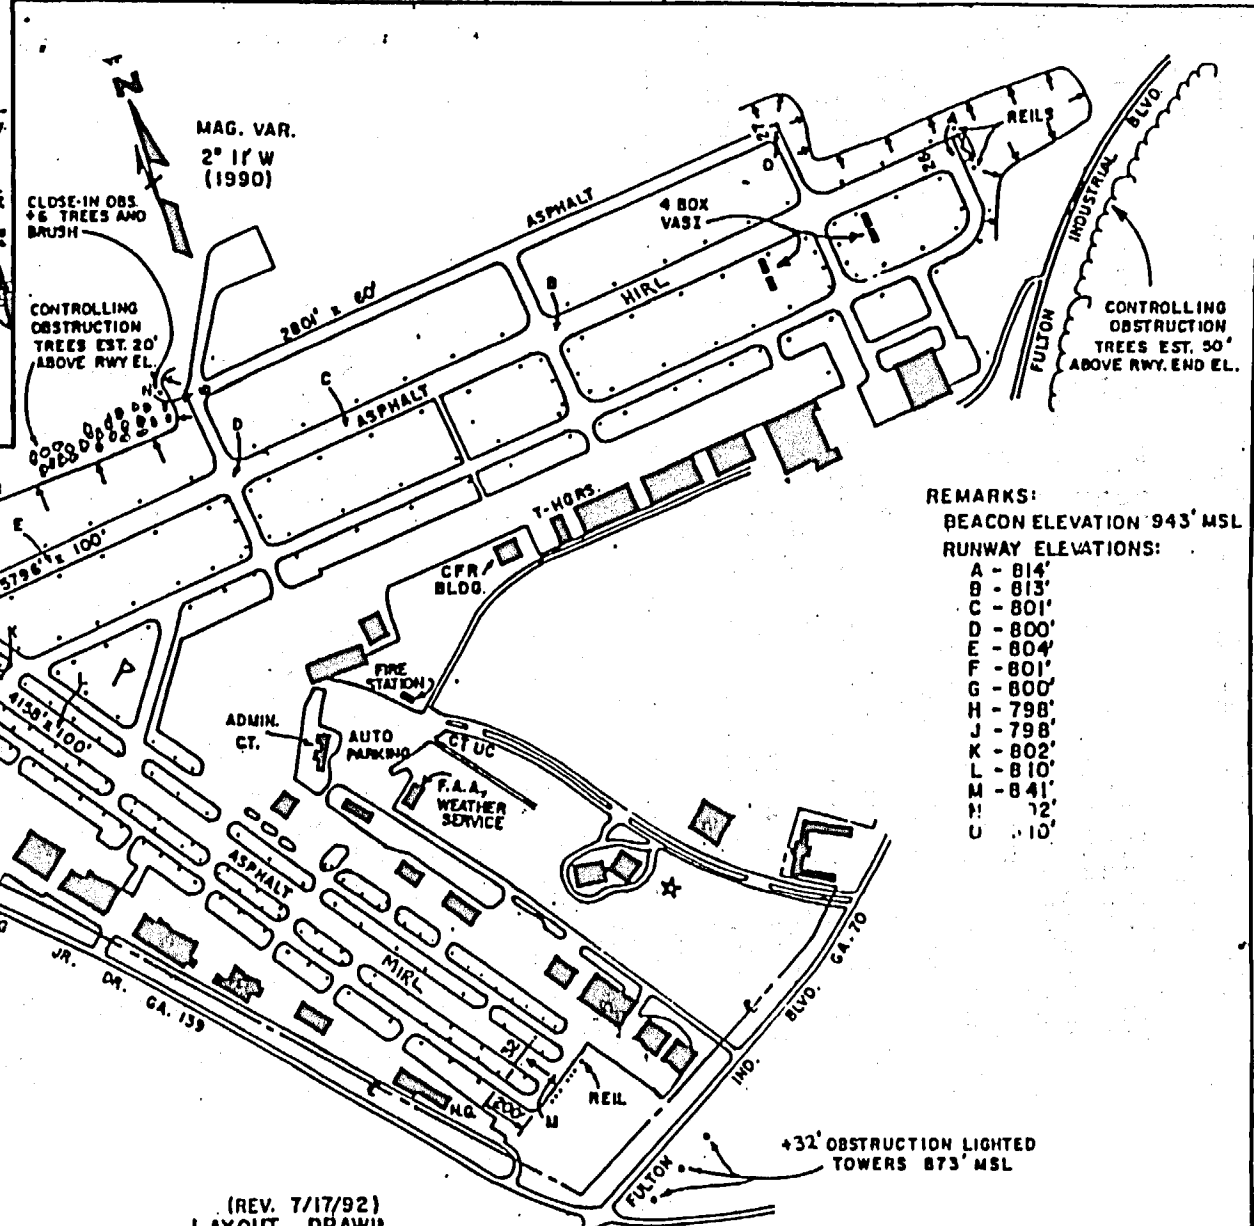 N
MAG. VAR.
2° 11' W
(1990)
CLOSE-IN OBS.
+6 TREES AND
BRUSH
CONTROLLING
OBSTRUCTION
TREES EST. 20'
ABOVE RWY EL.
ASPHALT
2801' x 60'
27
O
A
REILS
26
4 BOX
VASI
HIRL
B
C
ASPHALT
D
N
E
5796' x 100'
K
4158' x 100'
L
INDUSTRIAL
BLVD.
FULTON
CONTROLLING
OBSTRUCTION
TREES EST. 50'
ABOVE RWY. END EL.
T-HGRS.
CFR
BLDG.
FIRE
STATION
ADMIN.
CT.
AUTO
PARKING
CT UC
F.A.A.,
WEATHER
SERVICE
ASPHALT
MIRL
REMARKS:
BEACON ELEVATION 943' MSL
RUNWAY ELEVATIONS:
A - 814'
B - 813'
C - 801'
D - 800'
E - 804'
F - 801'
G - 800'
H - 798'
J - 798'
K - 802'
L - 810'
M - 841'
JR. DR. GA. 139
N.G.
200'
M
REIL
FULTON
IND.
BLVD.
GA. 70
+32' OBSTRUCTION LIGHTED
TOWERS 873' MSL
(REV. 7/17/92)